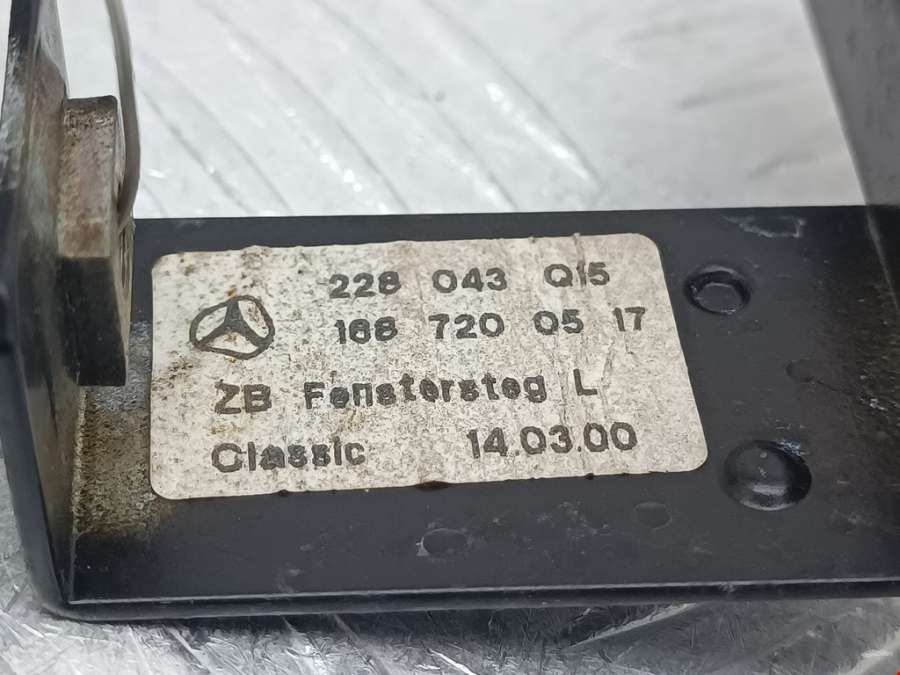 228 043 Q15
168 720 05 17
ZB Fenstersteg L
Classic 14.03.00